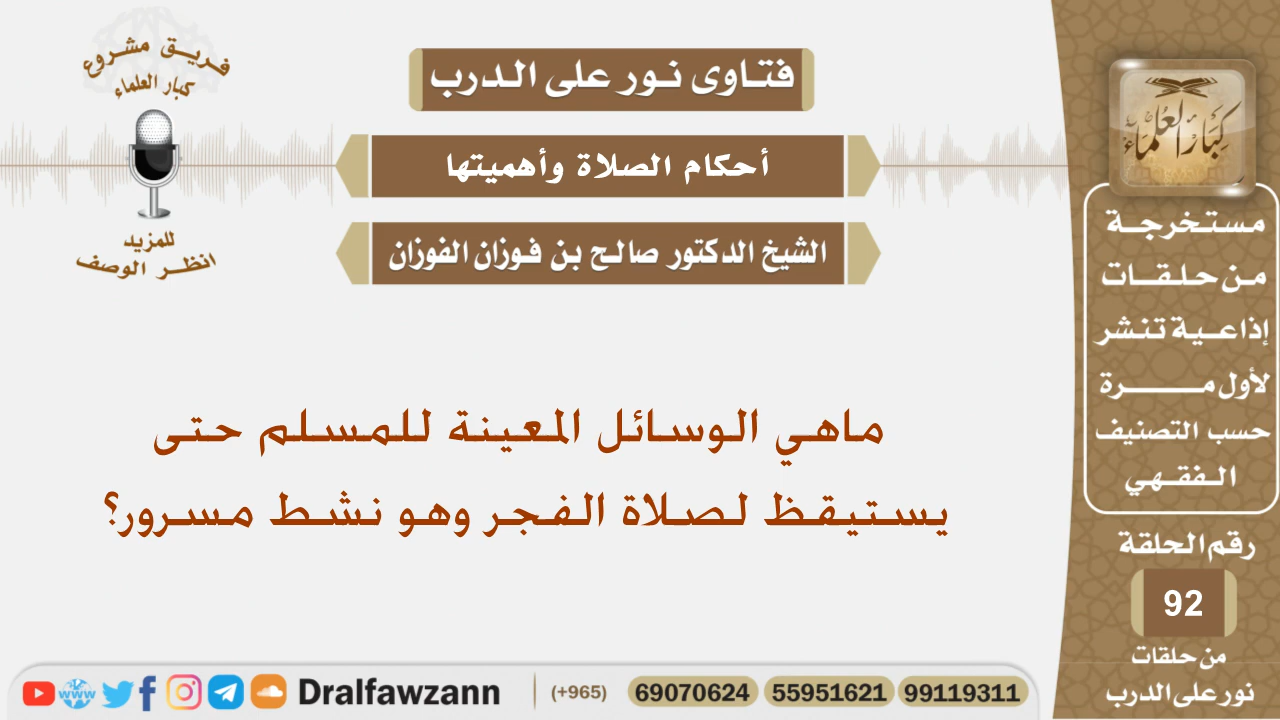 فريق مشروع
كبار العلماء
للمزيد
انظر الوصف
فتاوى نور على الدرب
أحكام الصلاة وأهميتها
الشيخ الدكتور صالح بن فوزان الفوزان
ماهي الوسائل المعينة للمسلم حتى
يستيقظ لصلاة الفجر وهو نشط مسرور؟
كبار العلماء
مستخرجة
من حلقات
إذاعية تنشر
لأول مرة
حسب التصنيف
الفقهي
رقم الحلقة
92
من حلقات
نور على الدرب
www Dralfawzann (+965) 69070624 55951621 99119311